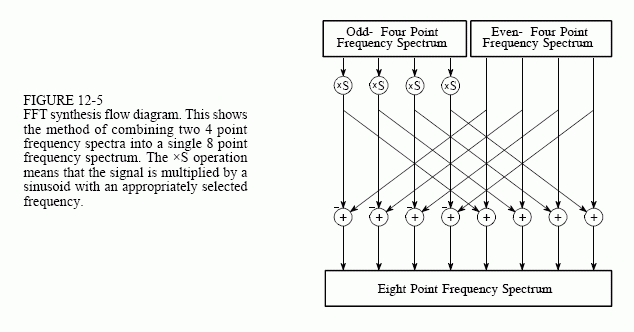 FIGURE 12-5
FFT synthesis flow diagram. This shows
the method of combining two 4 point
frequency spectra into a single 8 point
frequency spectrum. The ×S operation
means that the signal is multiplied by a
sinusoid with an appropriately selected
frequency.
Odd- Four Point
Frequency Spectrum
Even- Four Point
Frequency Spectrum
×S ×S ×S ×S
- - - -
+ + + + + + + +
Eight Point Frequency Spectrum